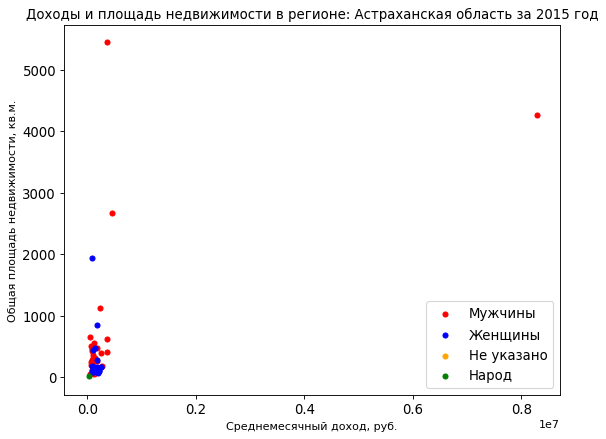 Доходы и площадь недвижимости в регионе: Астраханская область за 2015 год
Общая площадь недвижимости, кв.м.
5000
4000
3000
2000
1000
0
Мужчины
Женщины
Не указано
Народ
0.0 0.2 0.4 0.6 0.8
1e7
Среднемесячный доход, руб.